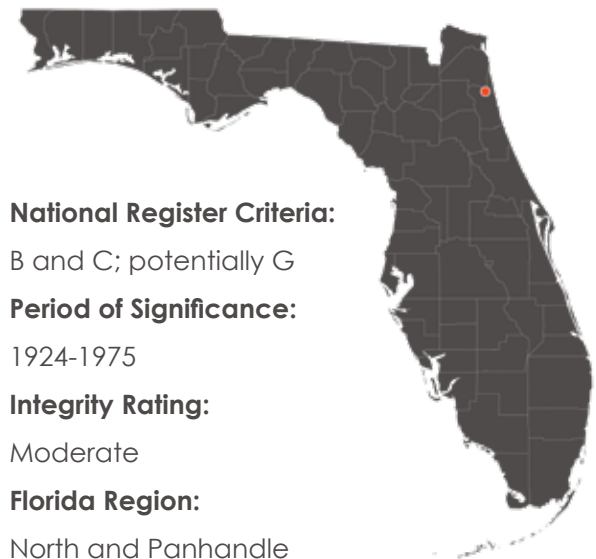 National Register Criteria:
B and C; potentially G
Period of Significance:
1924-1975
Integrity Rating:
Moderate
Florida Region:
North and Panhandle